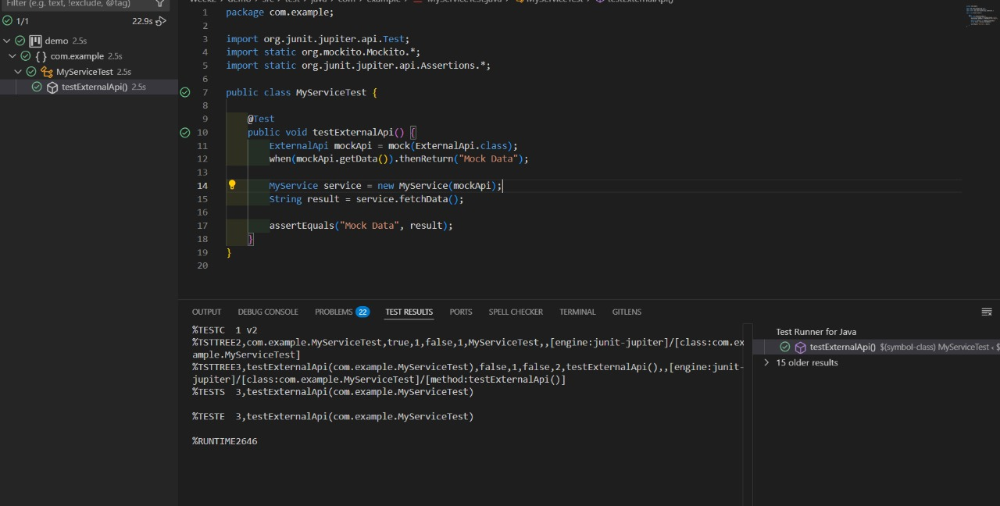 Filter (e.g. text, !exclude, @tag)
1/1
22.9s
demo 2.5s
com.example 2.5s
MyServiceTest 2.5s
testExternalApi() 2.5s
1 package com.example;
2
3 import org.junit.jupiter.api.Test;
4 import static org.mockito.Mockito.*;
5 import static org.junit.jupiter.api.Assertions.*;
6
7 public class MyServiceTest {
8
9 @Test
10 public void testExternalApi() {
11 ExternalApi mockApi = mock(ExternalApi.class);
12 when(mockApi.getData()).thenReturn("Mock Data");
13
14 MyService service = new MyService(mockApi);
15 String result = service.fetchData();
16
17 assertEquals("Mock Data", result);
18 }
19 }
20
OUTPUT DEBUG CONSOLE PROBLEMS 22 TEST RESULTS PORTS SPELL CHECKER TERMINAL GITLENS
%TESTC 1 v2
%TSTTREE2,com.example.MyServiceTest,true,1,false,1,MyServiceTest,,[engine:junit-jupiter]/[class:com.ex
ample.MyServiceTest]
%TSTTREE3,testExternalApi(com.example.MyServiceTest),false,1,false,2,testExternalApi(),,[engine:junit-
jupiter]/[class:com.example.MyServiceTest]/[method:testExternalApi()]
%TESTS 3,testExternalApi(com.example.MyServiceTest)
%TESTE 3,testExternalApi(com.example.MyServiceTest)
%RUNTIME2646
Test Runner for Java
testExternalApi() $(symbol-class) MyServiceTest < $
15 older results